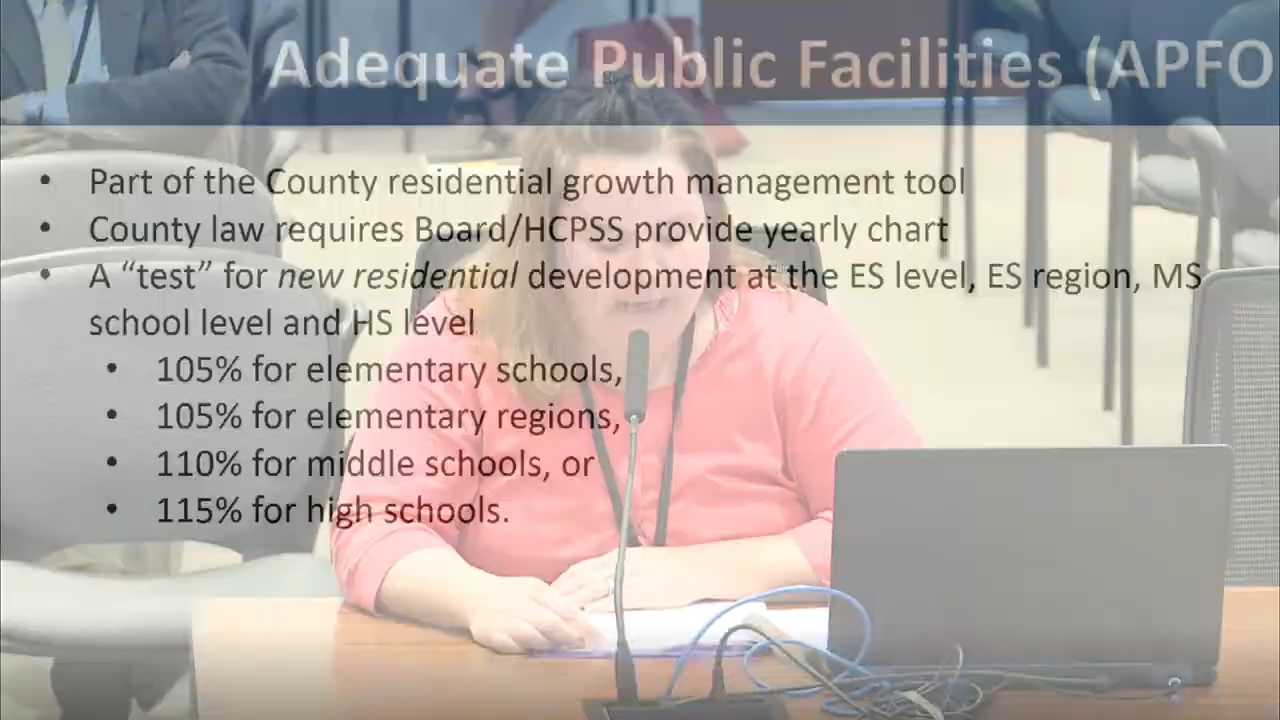 Adequate Public Facilities (APFO
• Part of the County residential growth management tool
• County law requires Board/HCPSS provide yearly chart
• A “test” for new residential development at the ES level, ES region, MS
school level and HS level
• 105% for elementary schools,
• 105% for elementary regions,
• 110% for middle schools, or
• 115% for high schools.